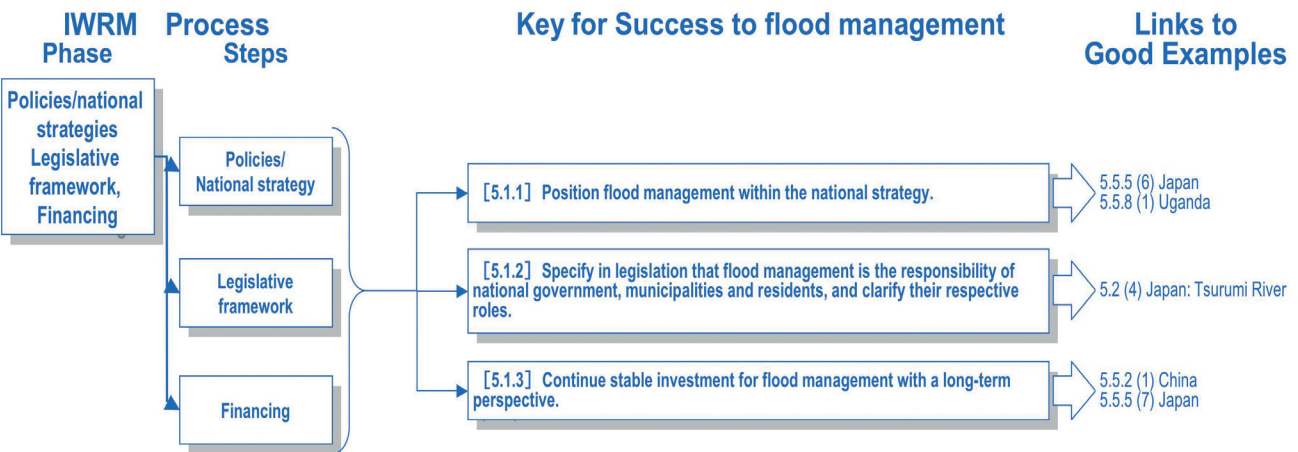 IWRM Process
Phase Steps
Key for Success to flood management
Links to
Good Examples
Policies/national
strategies
Legislative
framework,
Financing
Policies/
National strategy
Legislative
framework
Financing
[5.1.1] Position flood management within the national strategy.
[5.1.2] Specify in legislation that flood management is the responsibility of
national government, municipalities and residents, and clarify their respective
roles.
[5.1.3] Continue stable investment for flood management with a long-term
perspective.
5.5.5 (6) Japan
5.5.8 (1) Uganda
5.2 (4) Japan: Tsurumi River
5.5.2 (1) China
5.5.5 (7) Japan